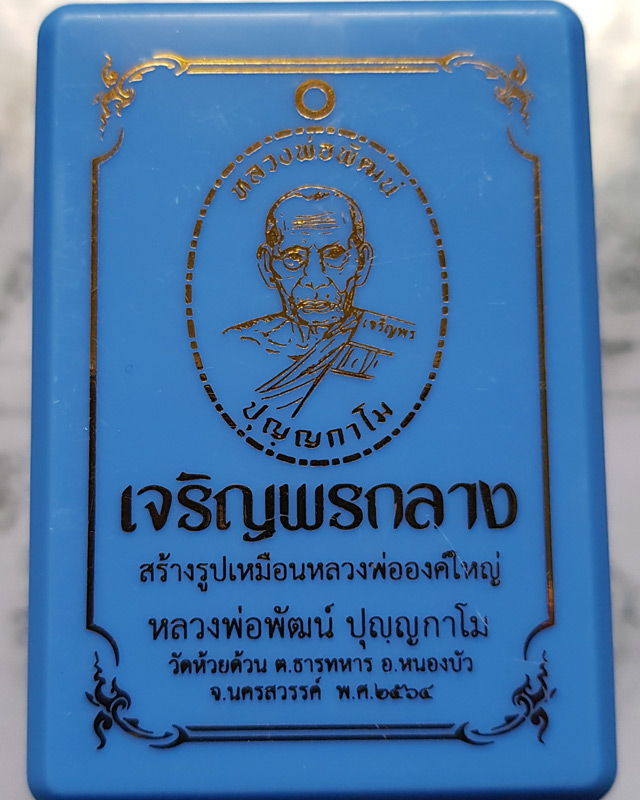 หลวงพ่อพัฒน์
เจริญพร
ปุญฺญกาโม
เจริญพรกลาง
สร้างรูปเหมือนหลวงพ่อองค์ใหญ่
หลวงพ่อพัฒน์ ปุญฺญกาโม
วัดห้วยด้วน ต.ธารทหาร อ.หนองบัว
จ.นครสวรรค์ พ.ศ.๒๕๖๔